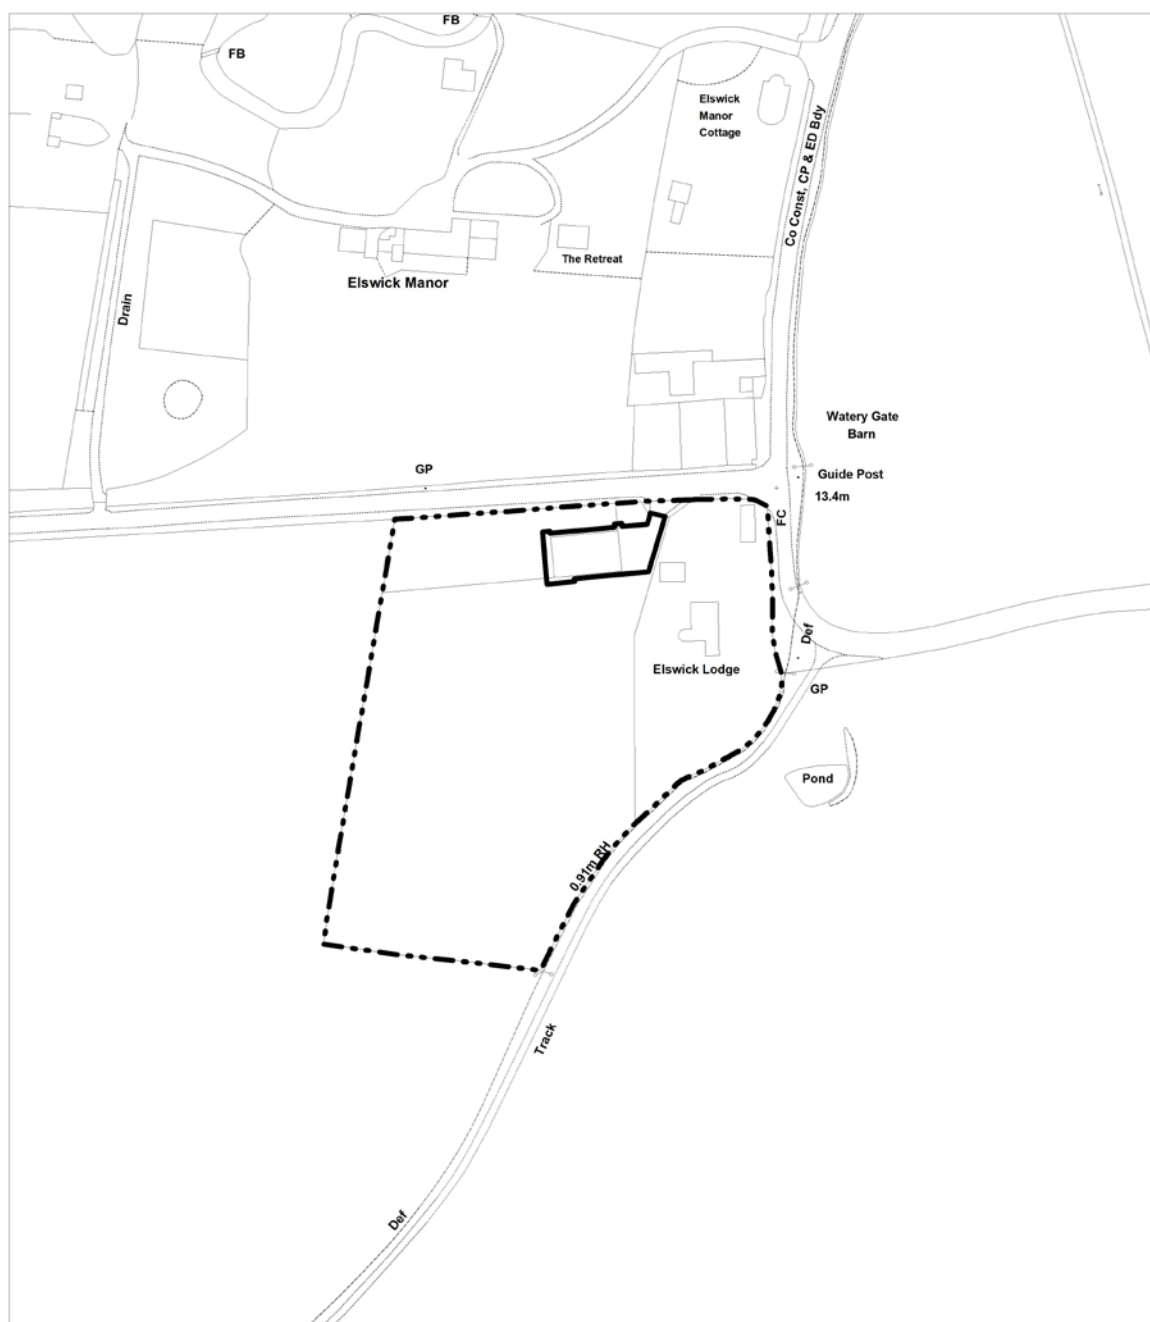 FB
FB
Elswick
Manor
Cottage
Co Const, CP & ED Bdy
The Retreat
Elswick Manor
Drain
Watery Gate
Barn
GP
Guide Post
13.4m
FC
Def
Elswick Lodge
GP
Pond
0.91m RH
Track
Def